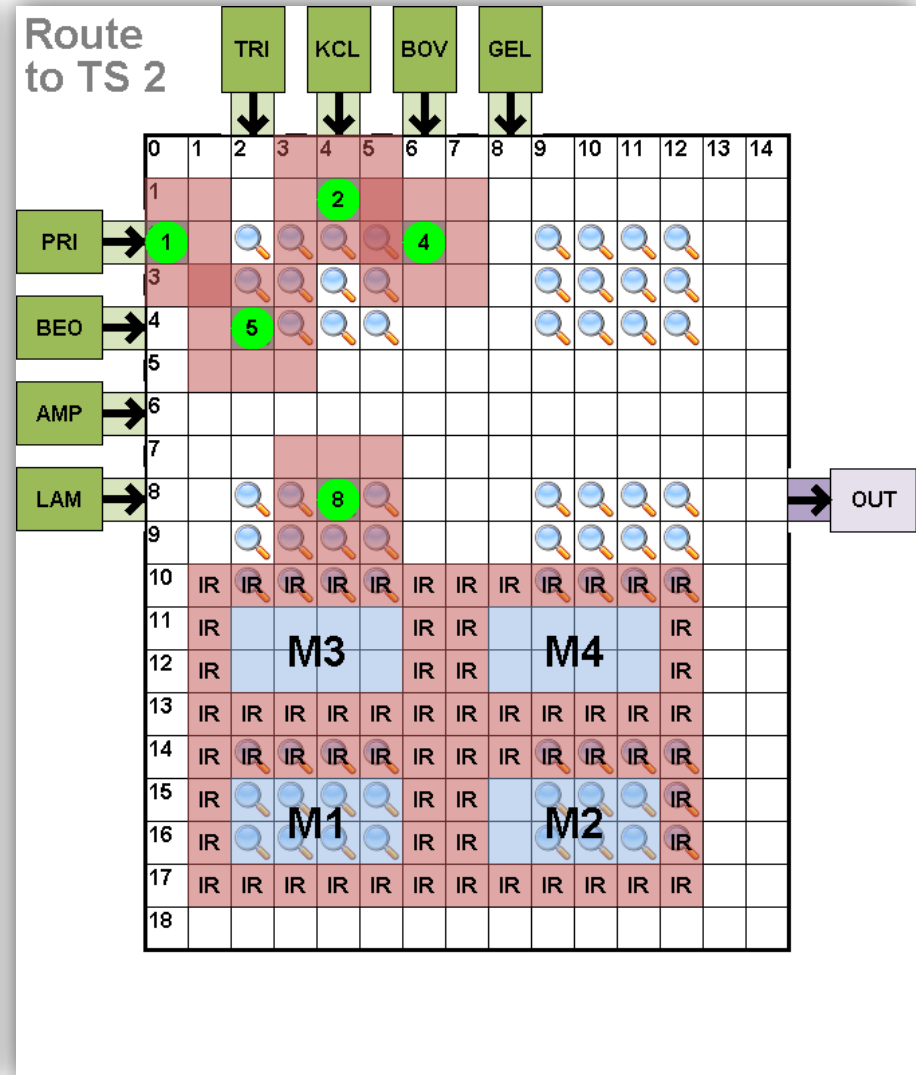 Route
to TS 2
TRI KCL BOV GEL
0 1 2 3 4 5 6 7 8 9 10 11 12 13 14
1 2
PRI 1 4
3
BEO 4 5
5
AMP 6
7
LAM 8 8 OUT
9
10 IR IR IR IR IR IR IR IR IR IR IR IR
11 IR IR IR IR
M3 M4
12 IR IR IR IR
13 IR IR IR IR IR IR IR IR IR IR IR IR
14 IR IR IR IR IR IR IR IR IR IR IR IR
15 IR IR IR IR
M1 M2
16 IR IR IR IR
17 IR IR IR IR IR IR IR IR IR IR IR IR
18